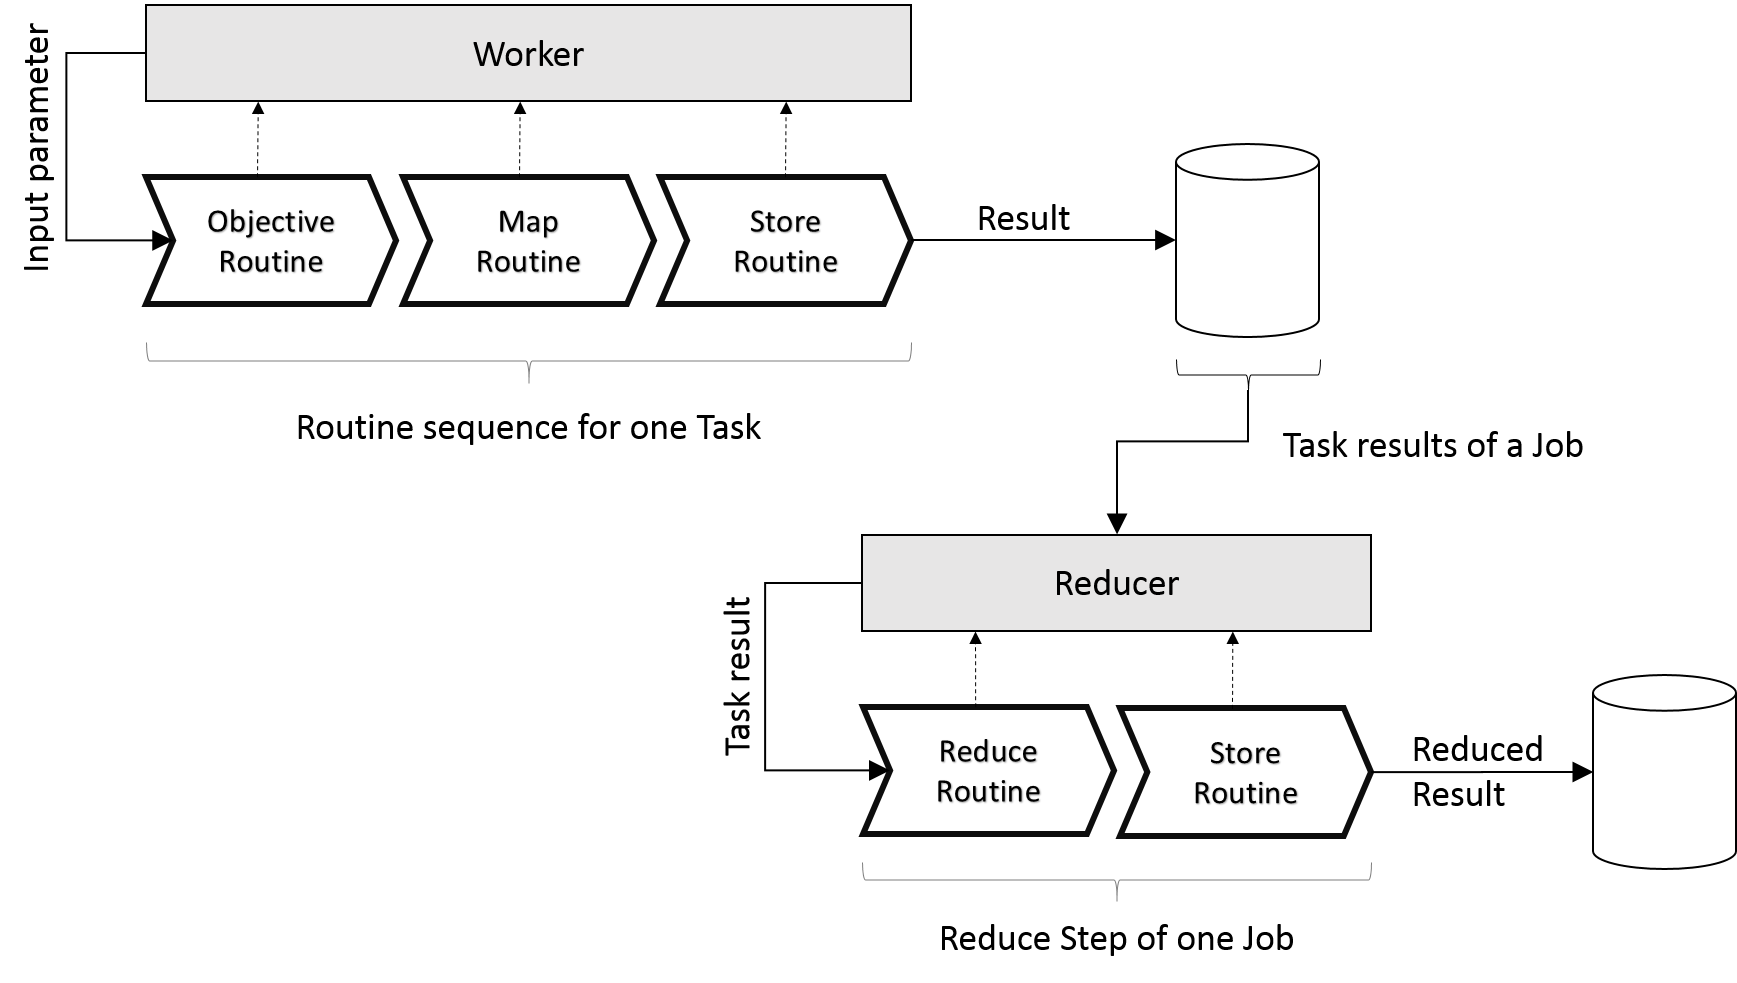 Input parameter
Worker
Objective
Routine
Map
Routine
Store
Routine
Result
Routine sequence for one Task
Task results of a Job
Reducer
Task result
Reduce
Routine
Store
Routine
Reduced
Result
Reduce Step of one Job